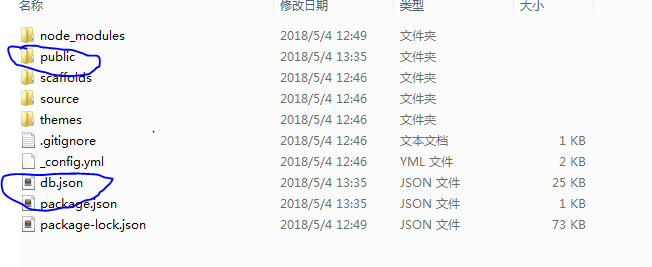 名称 修改日期 类型 大小
node_modules 2018/5/4 12:49 文件夹
public 2018/5/4 13:35 文件夹
scaffolds 2018/5/4 12:46 文件夹
source 2018/5/4 12:46 文件夹
themes 2018/5/4 12:46 文件夹
.gitignore 2018/5/4 12:46 文本文档 1 KB
_config.yml 2018/5/4 12:46 YML 文件 2 KB
db.json 2018/5/4 13:35 JSON 文件 25 KB
package.json 2018/5/4 13:35 JSON 文件 1 KB
package-lock.json 2018/5/4 12:49 JSON 文件 73 KB